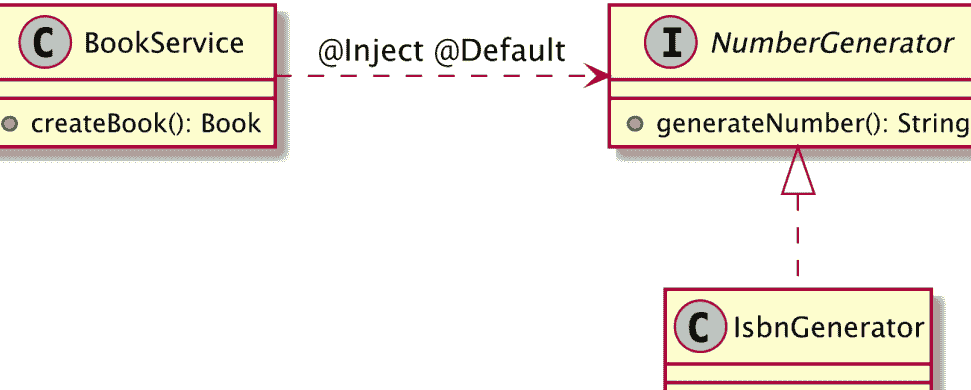 C BookService
@Inject @Default
I NumberGenerator
createBook(): Book
generateNumber(): String
C IsbnGenerator